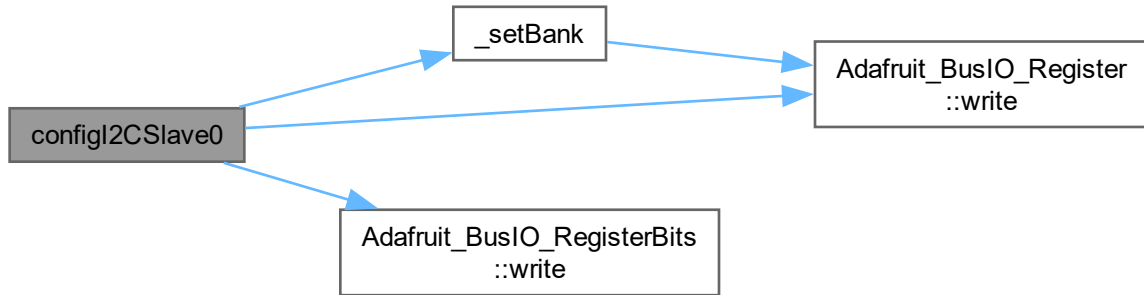 configI2CSlave0
_setBank
Adafruit_BusIO_Register
::write
Adafruit_BusIO_RegisterBits
::write